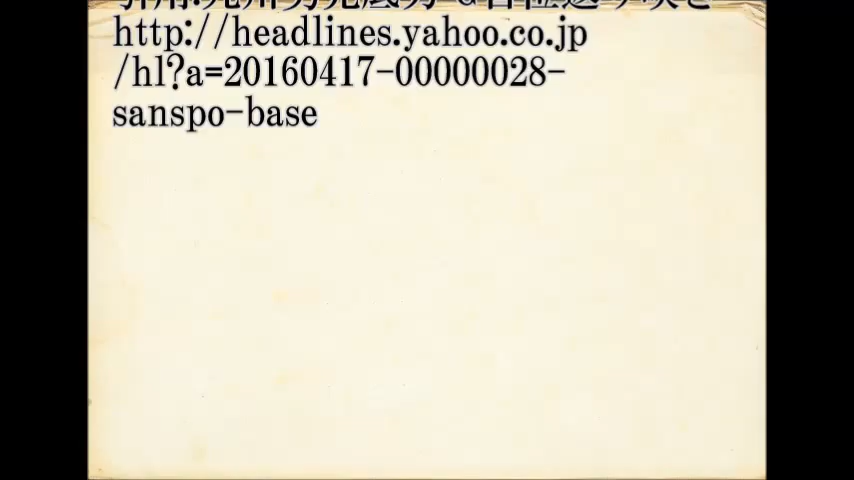 http://headlines.yahoo.co.jp
/hl?a=20160417-00000028-
sanspo-base